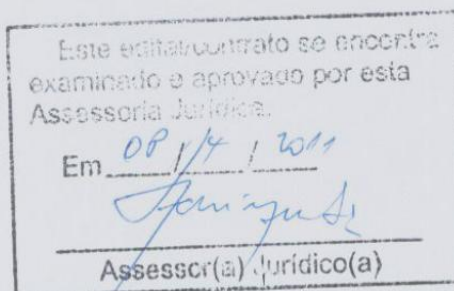 Este edital/contrato se encontra
examinado e aprovado por esta
Assessoria Jurídica.
Em 08 / 4 / 2011
Assessor(a) Jurídico(a)